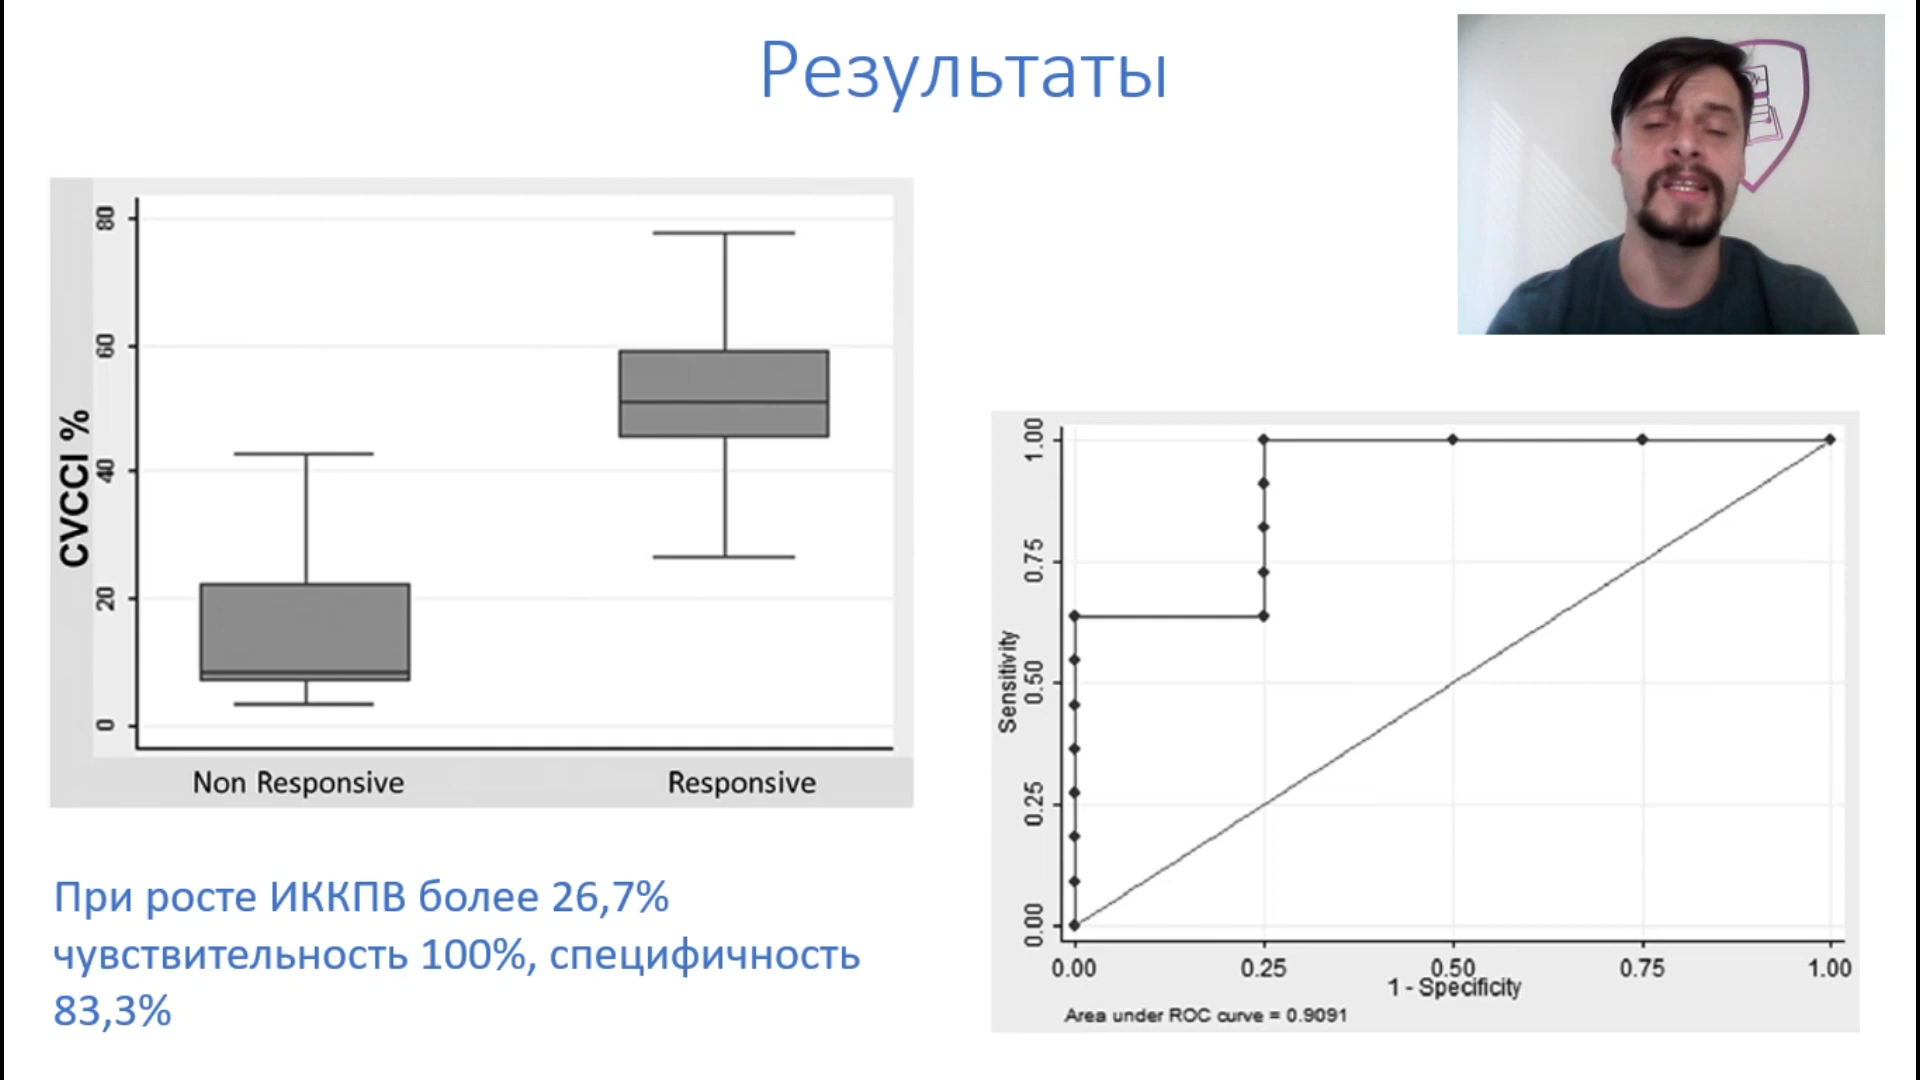 Результаты
80
60
40
20
0
CVCCI %
Non Responsive
Responsive
1.00
0.75
0.50
0.25
0.00
Sensitivity
0.00
0.25
0.50
0.75
1.00
1 - Specificity
Area under ROC curve = 0.9091
При росте ИККПВ более 26,7%
чувствительность 100%, специфичность
83,3%